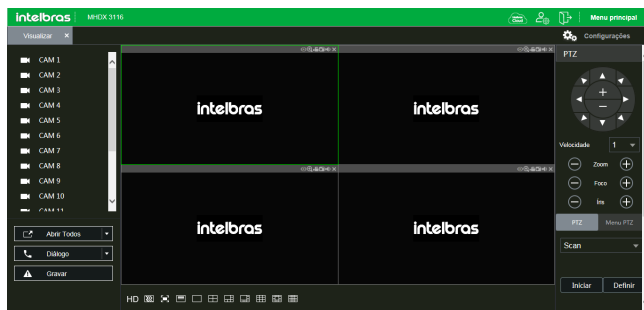 intelbras MHDX 3116 Menu principal
Visualizar × Configurações
CAM 1
CAM 2
CAM 3
CAM 4
CAM 5
CAM 6
CAM 7
CAM 8
CAM 9
CAM 10
CAM 11
Abrir Todos
Diálogo
Gravar
intelbras intelbras
intelbras intelbras
HD
PTZ
Velocidade 1
Zoom
Foco
Íris
PTZ Menu PTZ
Scan
Iniciar Definir